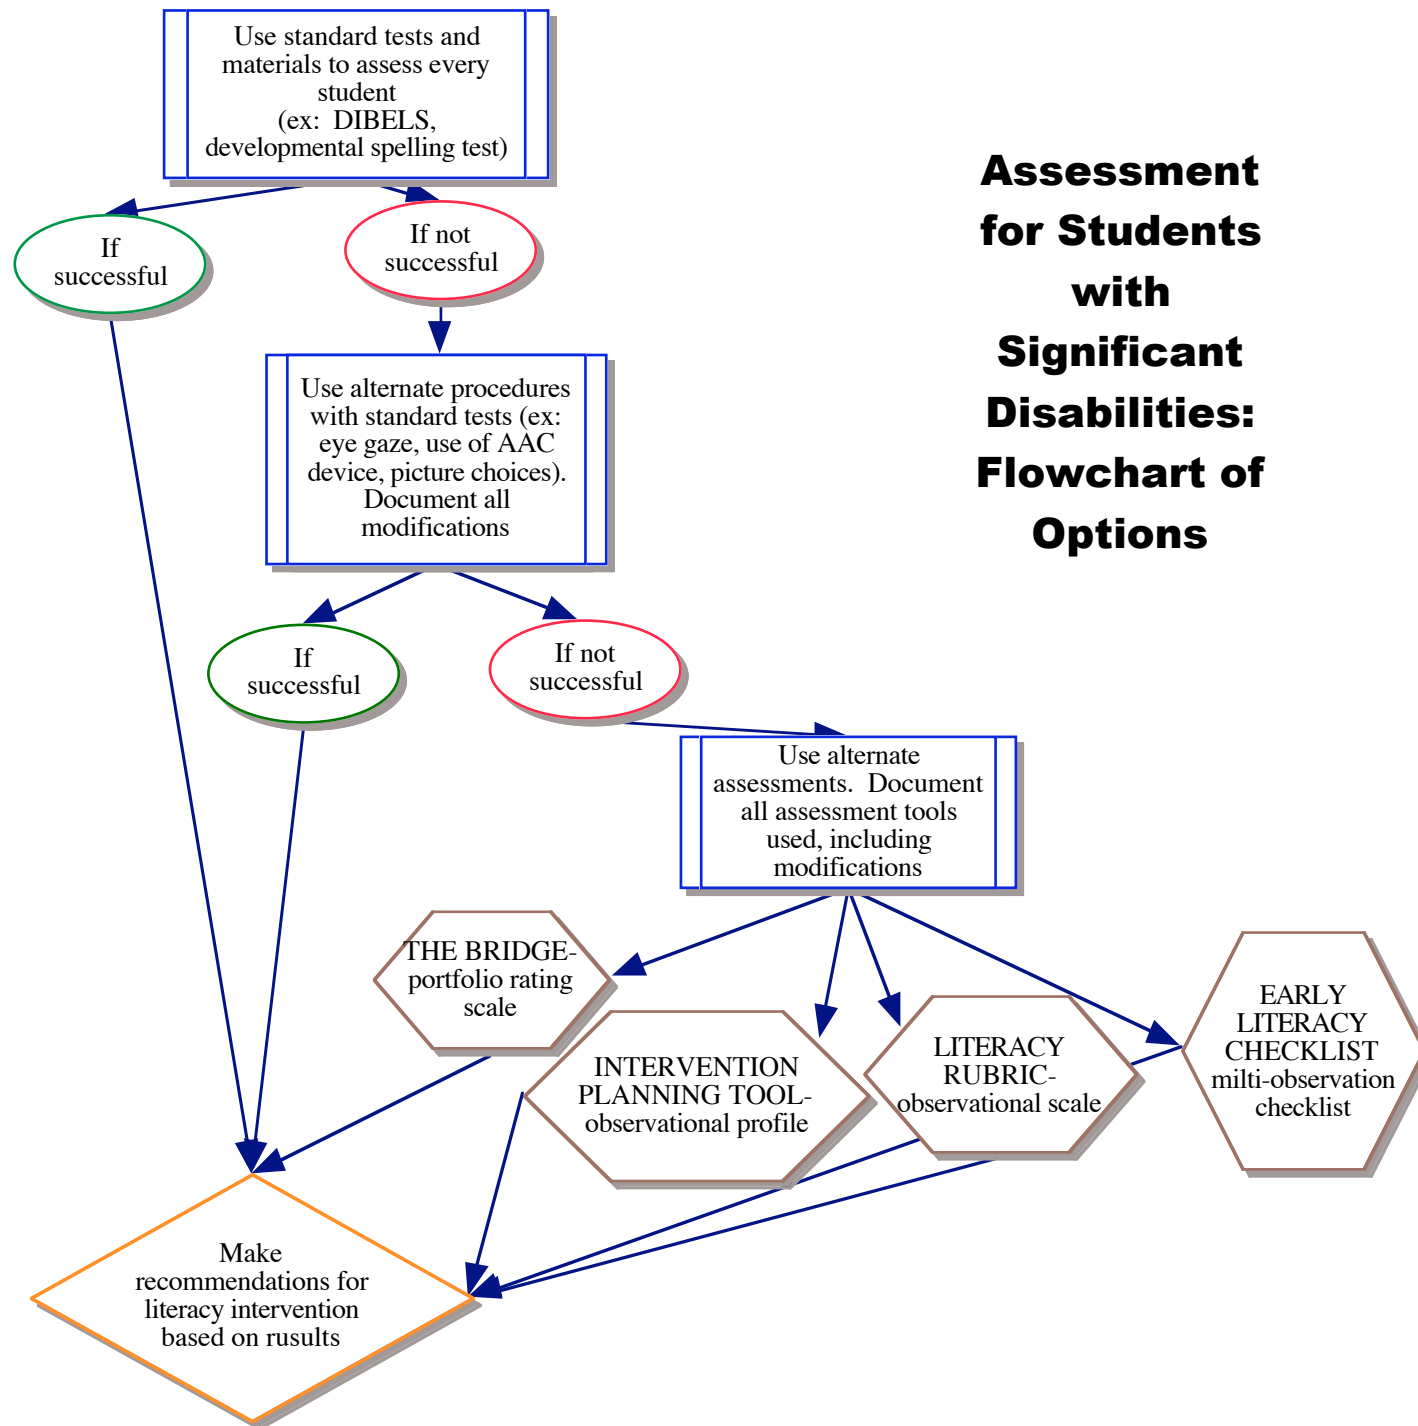 Use standard tests and
materials to assess every
student
(ex:  DIBELS,
developmental spelling test)
Assessment
for Students
with
Significant
Disabilities:
Flowchart of
Options
If
successful
If not
successful
Use alternate procedures
with standard tests (ex:
eye gaze, use of AAC
device, picture choices).
Document all
modifications
If
successful
If not
successful
Use alternate
assessments.  Document
all assessment tools
used, including
modifications
THE BRIDGE-
portfolio rating
scale
INTERVENTION
PLANNING TOOL-
observational profile
LITERACY
RUBRIC-
observational scale
EARLY
LITERACY
CHECKLIST
milti-observation
checklist
Make
recommendations for
literacy intervention
based on rusults